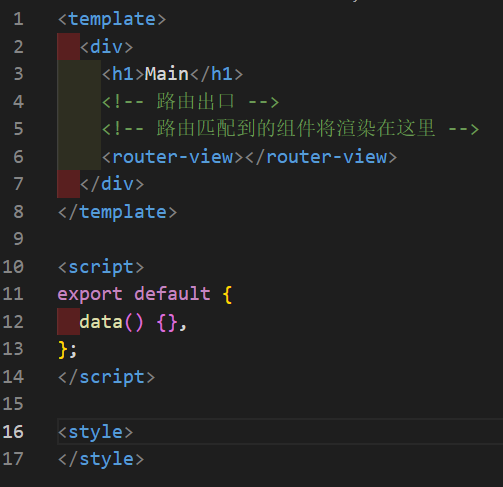 1 <template>
2   <div>
3     <h1>Main</h1>
4     <!-- 路由出口 -->
5     <!-- 路由匹配到的组件将渲染在这里 -->
6     <router-view></router-view>
7   </div>
8 </template>
9
10 <script>
11 export default {
12   data() {},
13 };
14 </script>
15
16 <style>
17 </style>